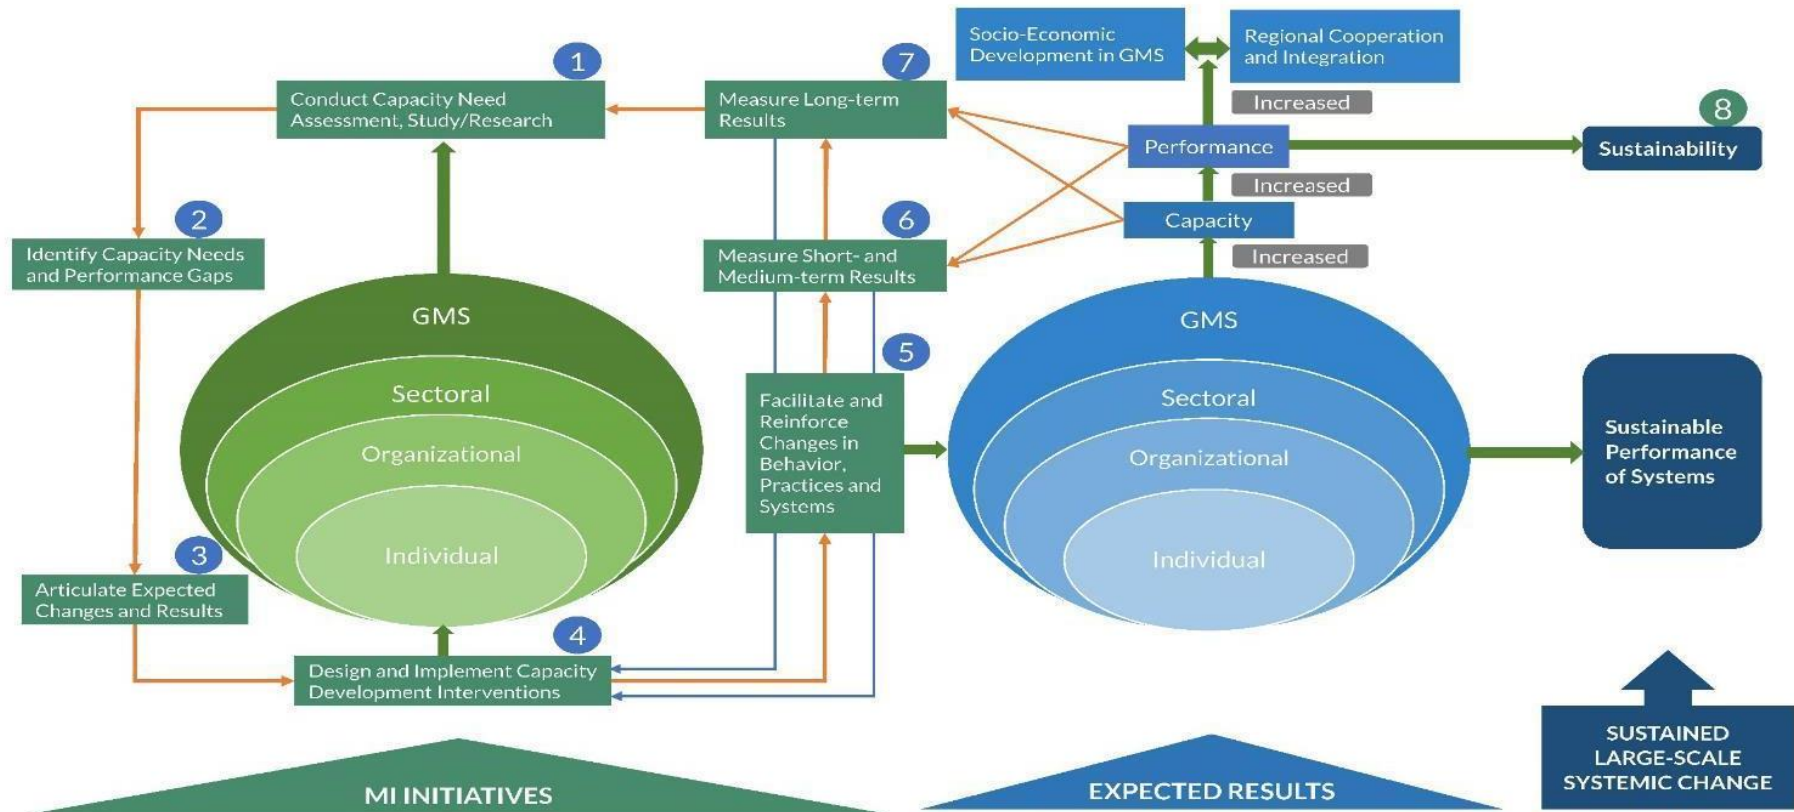 1
Conduct Capacity Need
Assessment, Study/Research
2
Identify Capacity Needs
and Performance Gaps
3
Articulate Expected
Changes and Results
4
Design and Implement Capacity
Development Interventions
GMS
Sectoral
Organizational
Individual
MI INITIATIVES
7
Measure Long-term
Results
6
Measure Short- and
Medium-term Results
5
Facilitate and
Reinforce
Changes in
Behavior,
Practices and
Systems
Socio-Economic
Development in GMS
Regional Cooperation
and Integration
Increased
Performance
Increased
Capacity
Increased
GMS
Sectoral
Organizational
Individual
EXPECTED RESULTS
8
Sustainability
Sustainable
Performance
of Systems
SUSTAINED
LARGE-SCALE
SYSTEMIC CHANGE